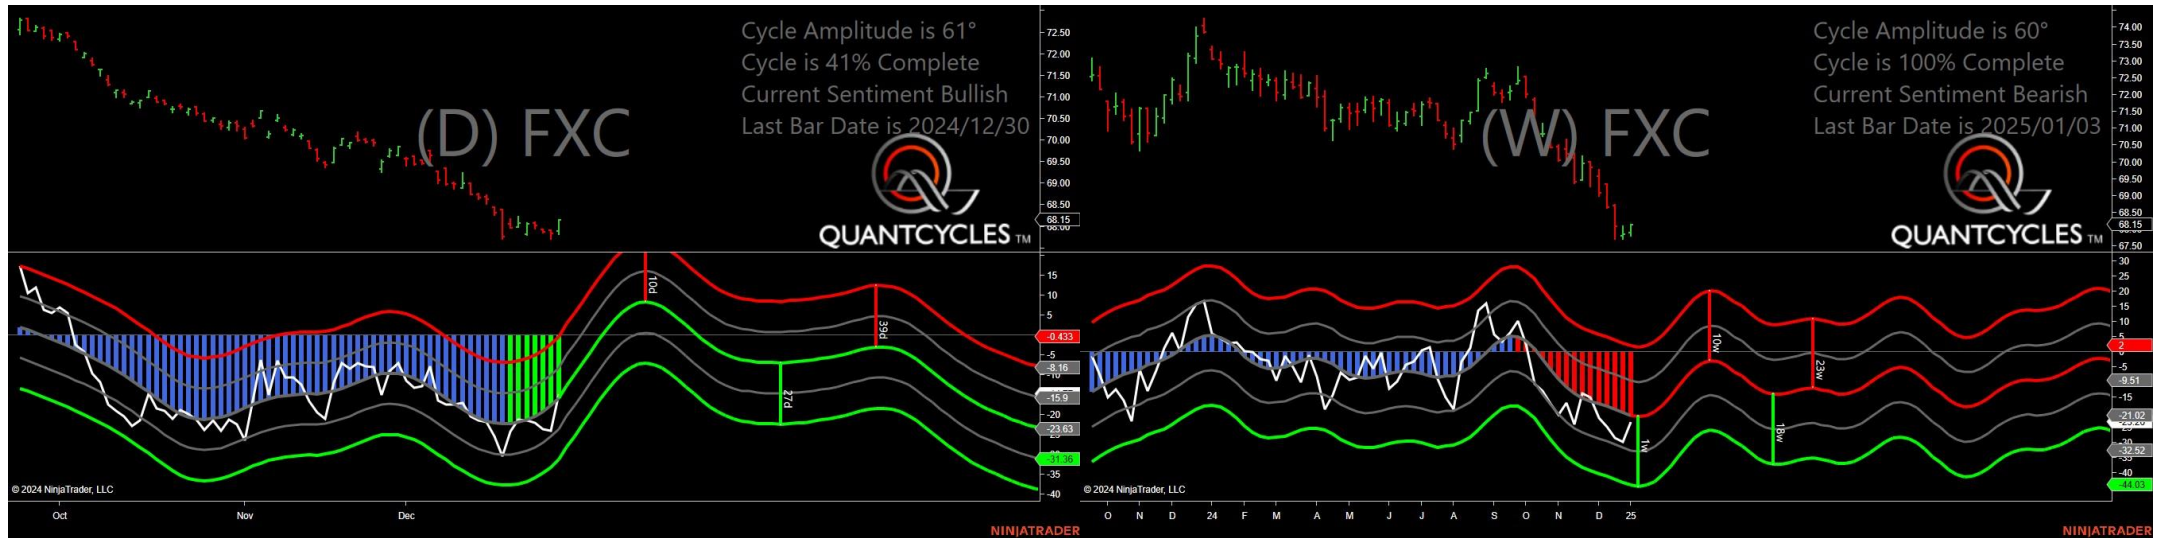 Cycle Amplitude is 61°
Cycle is 41% Complete
Current Sentiment Bullish
Last Bar Date is 2024/12/30
(D) FXC
QUANTCYCLES TM
72.50
72.00
71.50
71.00
70.50
70.00
69.50
69.00
68.50
68.15
68.00
10d
27d
39d
15
10
5
-0.433
-5
-8.16
-15.9
-20
-23.63
-31.36
-35
-40
© 2024 NinjaTrader, LLC
Oct Nov Dec
NINJATRADER
Cycle Amplitude is 60°
Cycle is 100% Complete
Current Sentiment Bearish
Last Bar Date is 2025/01/03
(W) FXC
QUANTCYCLES TM
74.00
73.50
73.00
72.50
72.00
71.50
71.00
70.50
70.00
69.50
69.00
68.50
68.15
67.50
1w
10w
18w
23w
30
25
20
15
10
5
2
-5
-9.51
-15
-21.02
-30
-32.52
-35
-40
-44.03
© 2024 NinjaTrader, LLC
O N D 24 F M A M J J A S O N D 25
NINJATRADER